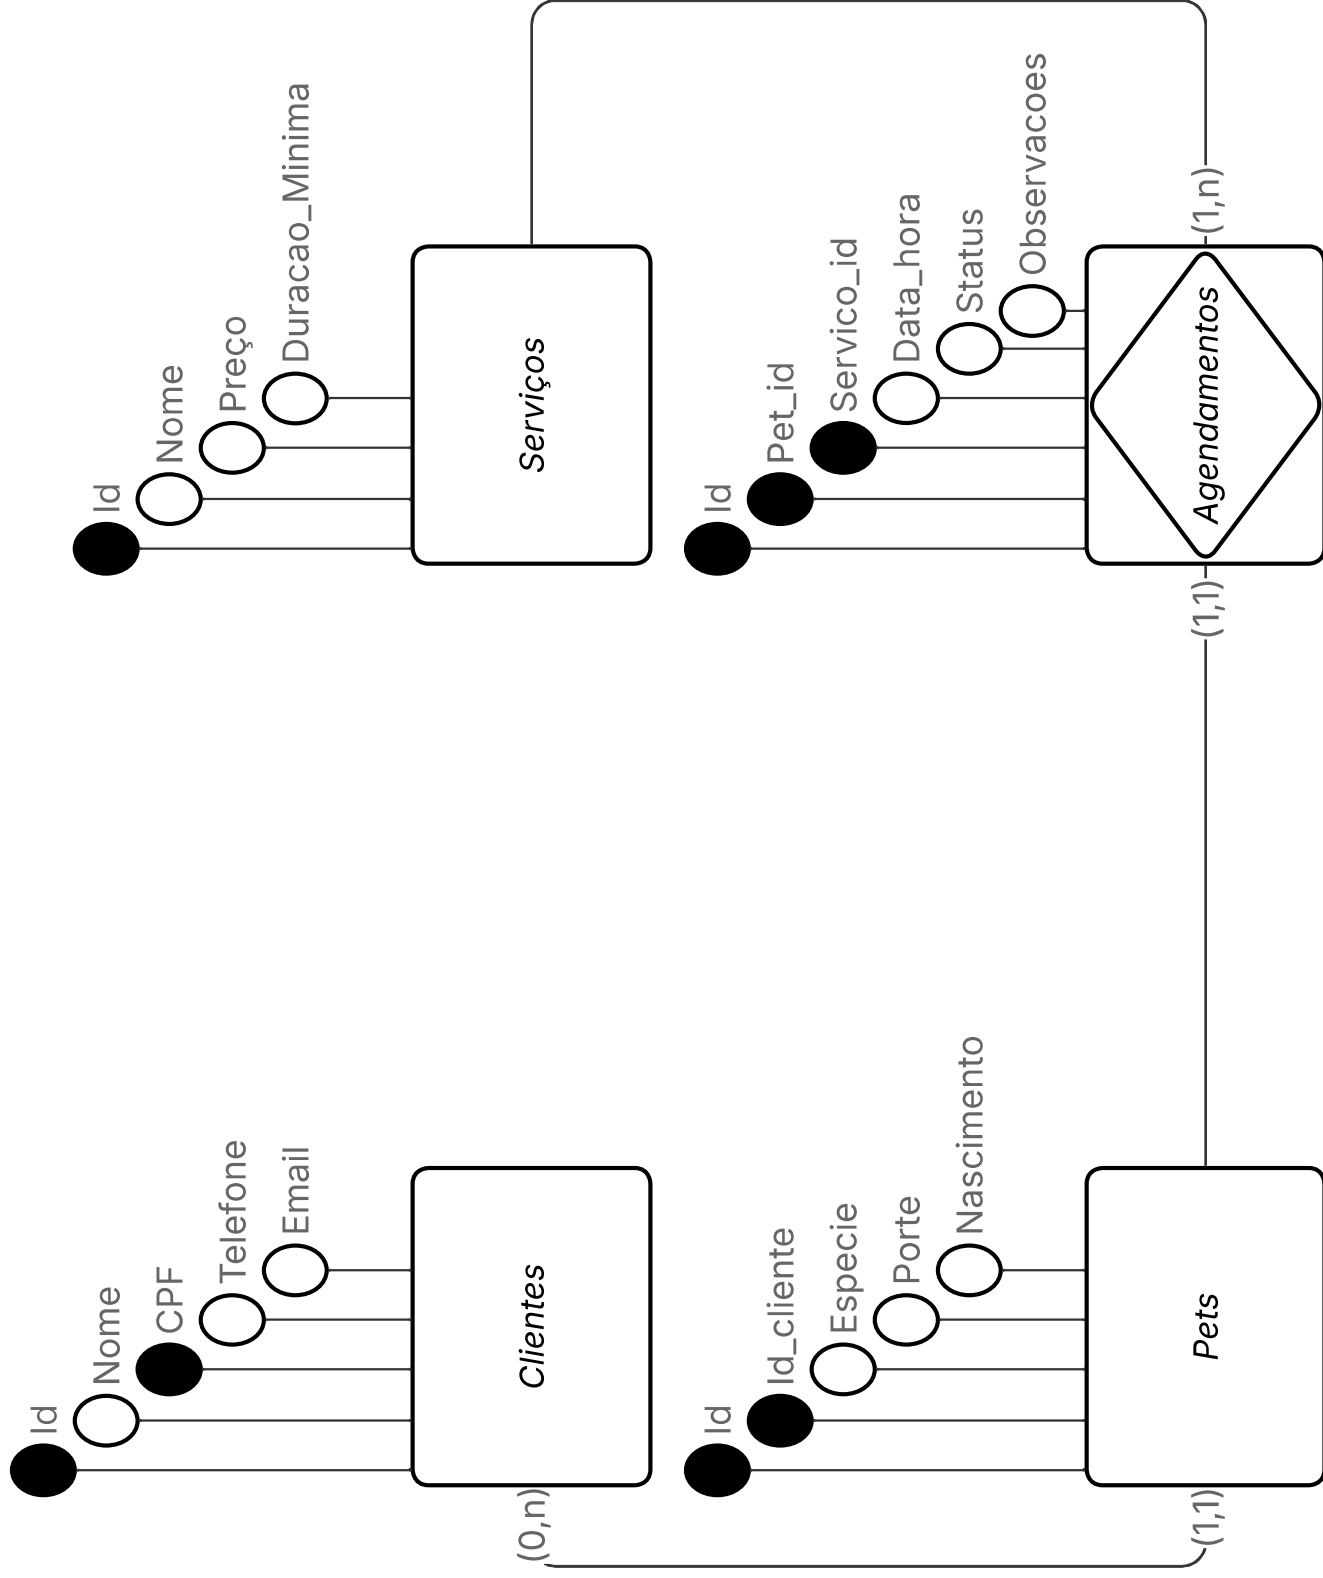 Id
Nome
CPF
Telefone
Email
Clientes
(0,n)
Id
Nome
Preço
Duracao_Minima
Serviços
Id
Id_cliente
Especie
Porte
Nascimento
Pets
(1,1)
Id
Pet_id
Servico_id
Data_hora
Status
Observacoes
(1,1)
Agendamentos
(1,n)